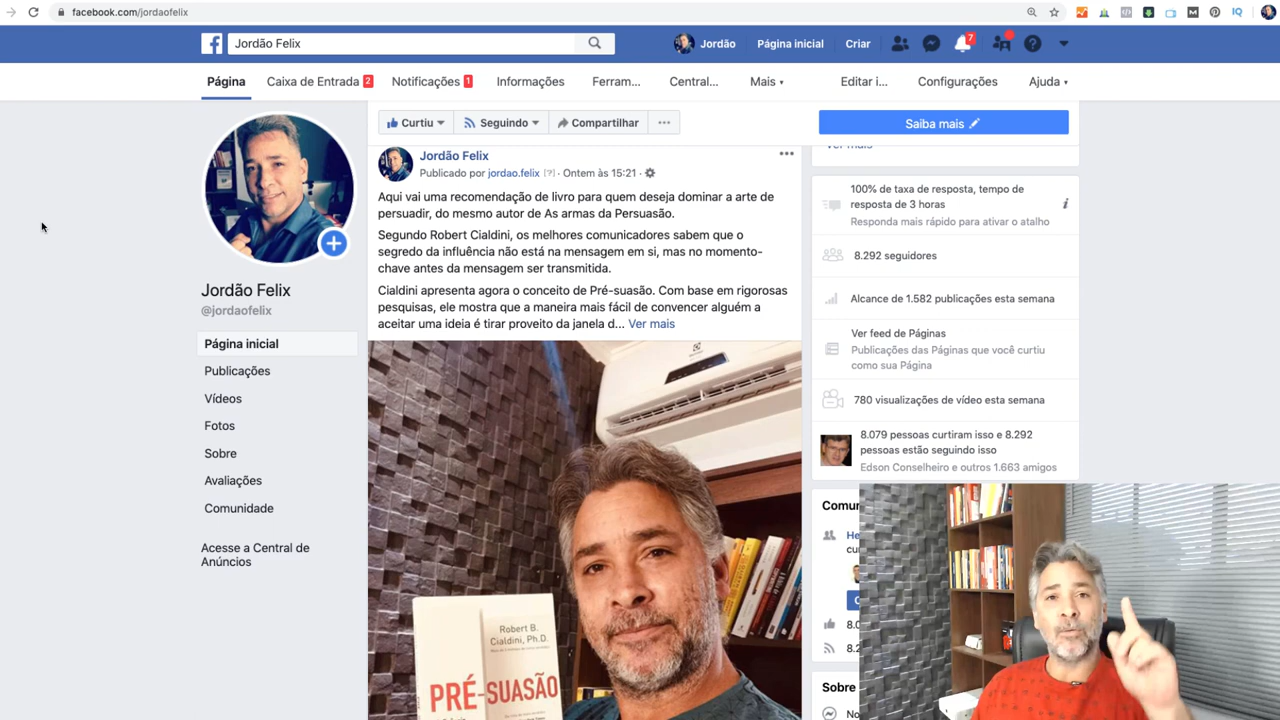 facebook.com/jordaofelix
Jordão Felix
Jordão
Página inicial
Criar
7
Página
Caixa de Entrada 2
Notificações 1
Informações
Ferram...
Central...
Mais
Editar i...
Configurações
Ajuda
Curtiu
Seguindo
Compartilhar
Saiba mais
Jordão Felix
Publicado por jordao.felix [?] · Ontem às 15:21 ·
Aqui vai uma recomendação de livro para quem deseja dominar a arte de
persuadir, do mesmo autor de As armas da Persuasão.
Segundo Robert Cialdini, os melhores comunicadores sabem que o
segredo da influência não está na mensagem em si, mas no momento-
chave antes da mensagem ser transmitida.
Cialdini apresenta agora o conceito de Pré-suasão. Com base em rigorosas
pesquisas, ele mostra que a maneira mais fácil de convencer alguém a
aceitar uma ideia é tirar proveito da janela d... Ver mais
Robert B.
Cialdini, Ph.D.
PRÉ-SUASÃO
Jordão Felix
@jordaofelix
Página inicial
Publicações
Vídeos
Fotos
Sobre
Avaliações
Comunidade
Acesse a Central de
Anúncios
Ver mais
100% de taxa de resposta, tempo de
resposta de 3 horas
Responda mais rápido para ativar o atalho
8.292 seguidores
Alcance de 1.582 publicações esta semana
Ver feed de Páginas
Publicações das Páginas que você curtiu
como sua Página
780 visualizações de vídeo esta semana
8.079 pessoas curtiram isso e 8.292
pessoas estão seguindo isso
Edson Conselheiro e outros 1.663 amigos
Comun
He
cu
8.0
8.2
Sobre
No